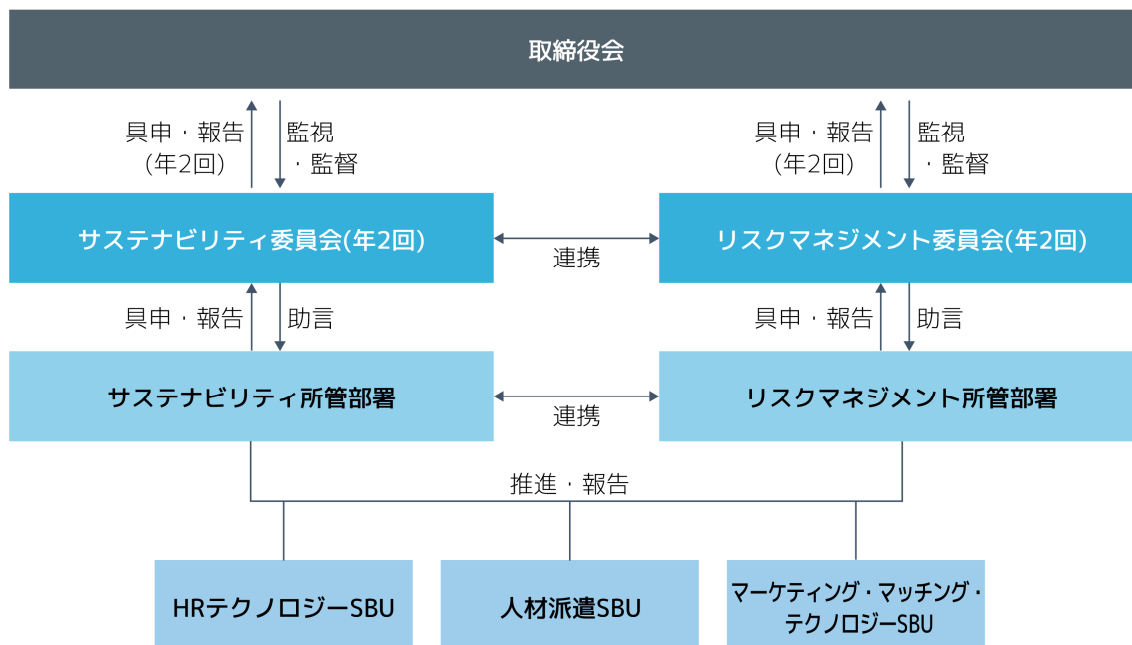 取締役会
具申・報告
(年2回)
監視
・監督
具申・報告
(年2回)
監視
・監督
サステナビリティ委員会(年2回)
連携
リスクマネジメント委員会(年2回)
具申・報告
助言
具申・報告
助言
サステナビリティ所管部署
連携
リスクマネジメント所管部署
推進・報告
HRテクノロジーSBU
人材派遣SBU
マーケティング・マッチング・
テクノロジーSBU